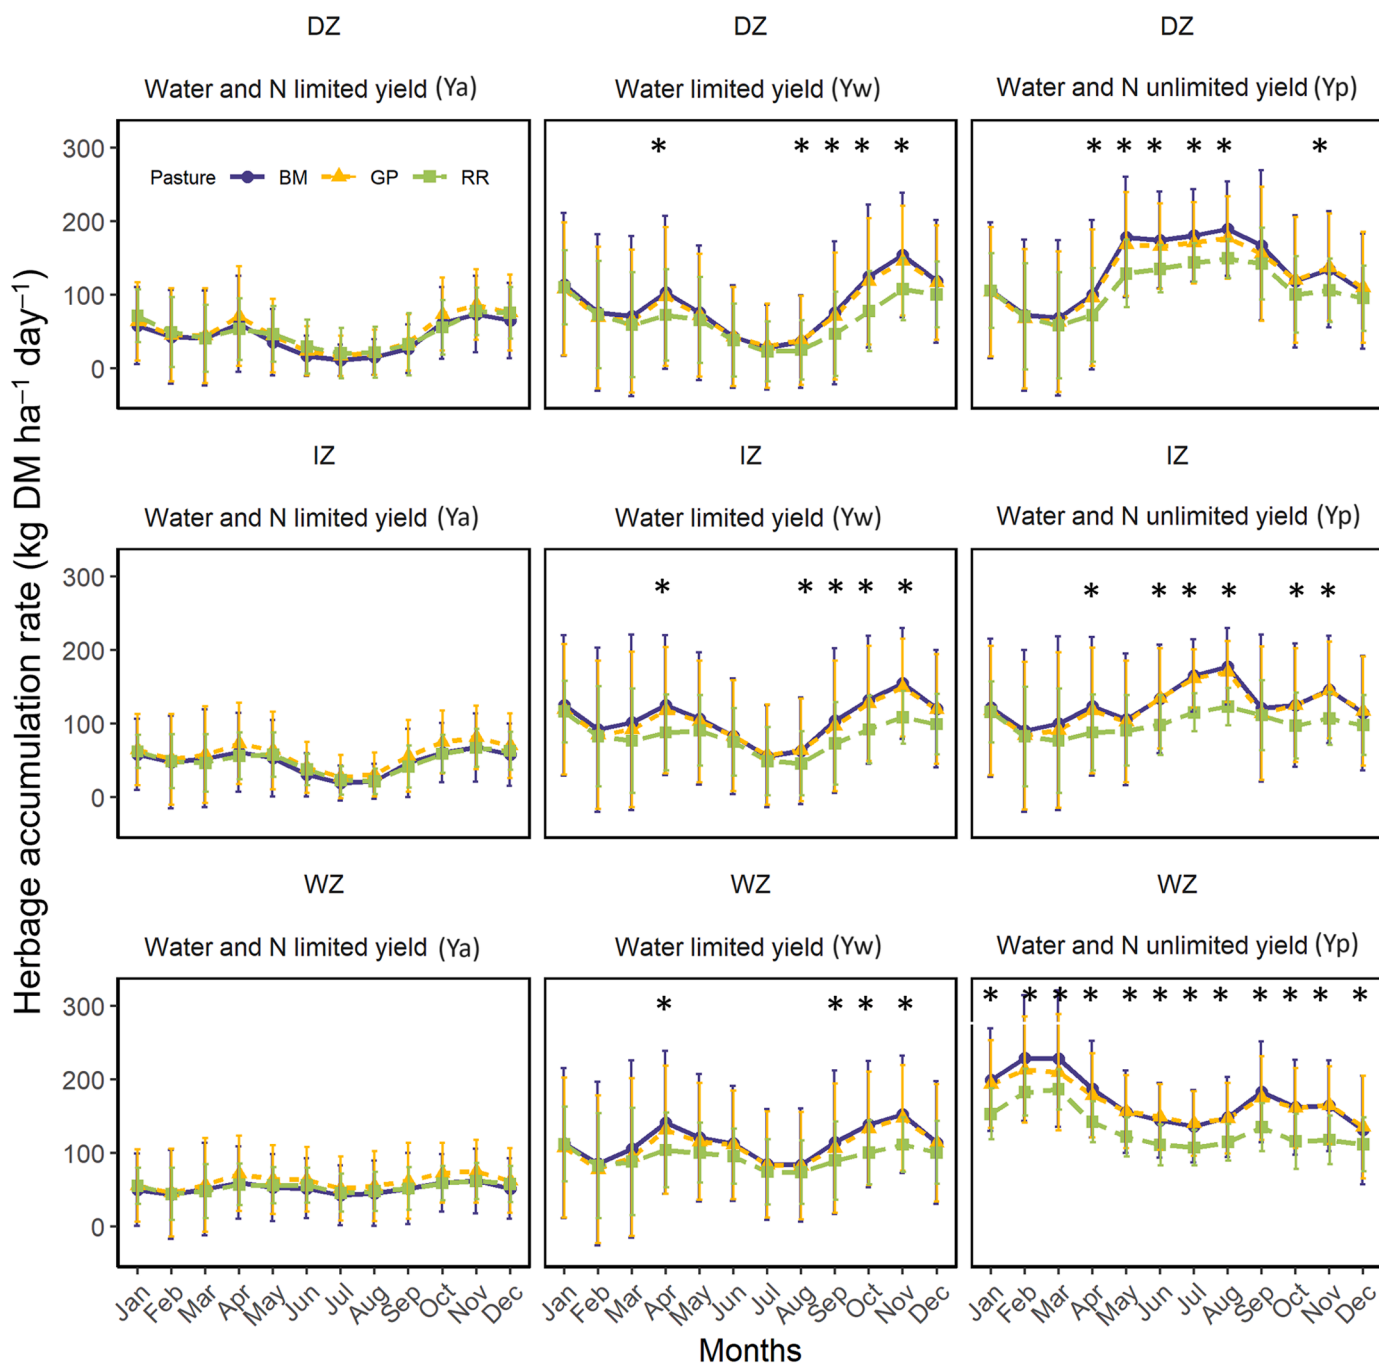 DZ DZ DZ
Water and N limited yield (Ya) Water limited yield (Yw) Water and N unlimited yield (Yp)
300
* * * * *
* * * * * *
Pasture BM GP RR
200
100
0
IZ IZ IZ
Water and N limited yield (Ya) Water limited yield (Yw) Water and N unlimited yield (Yp)
300
* * * * *
* * * * * *
200
100
0
WZ WZ WZ
Water and N limited yield (Ya) Water limited yield (Yw) Water and N unlimited yield (Yp)
300
* * * *
* * * * * * * * * * * *
200
100
0
Herbage accumulation rate (kg DM ha⁻¹ day⁻¹)
Jan Feb Mar Apr May Jun Jul Aug Sep Oct Nov Dec
Jan Feb Mar Apr May Jun Jul Aug Sep Oct Nov Dec
Jan Feb Mar Apr May Jun Jul Aug Sep Oct Nov Dec
Months